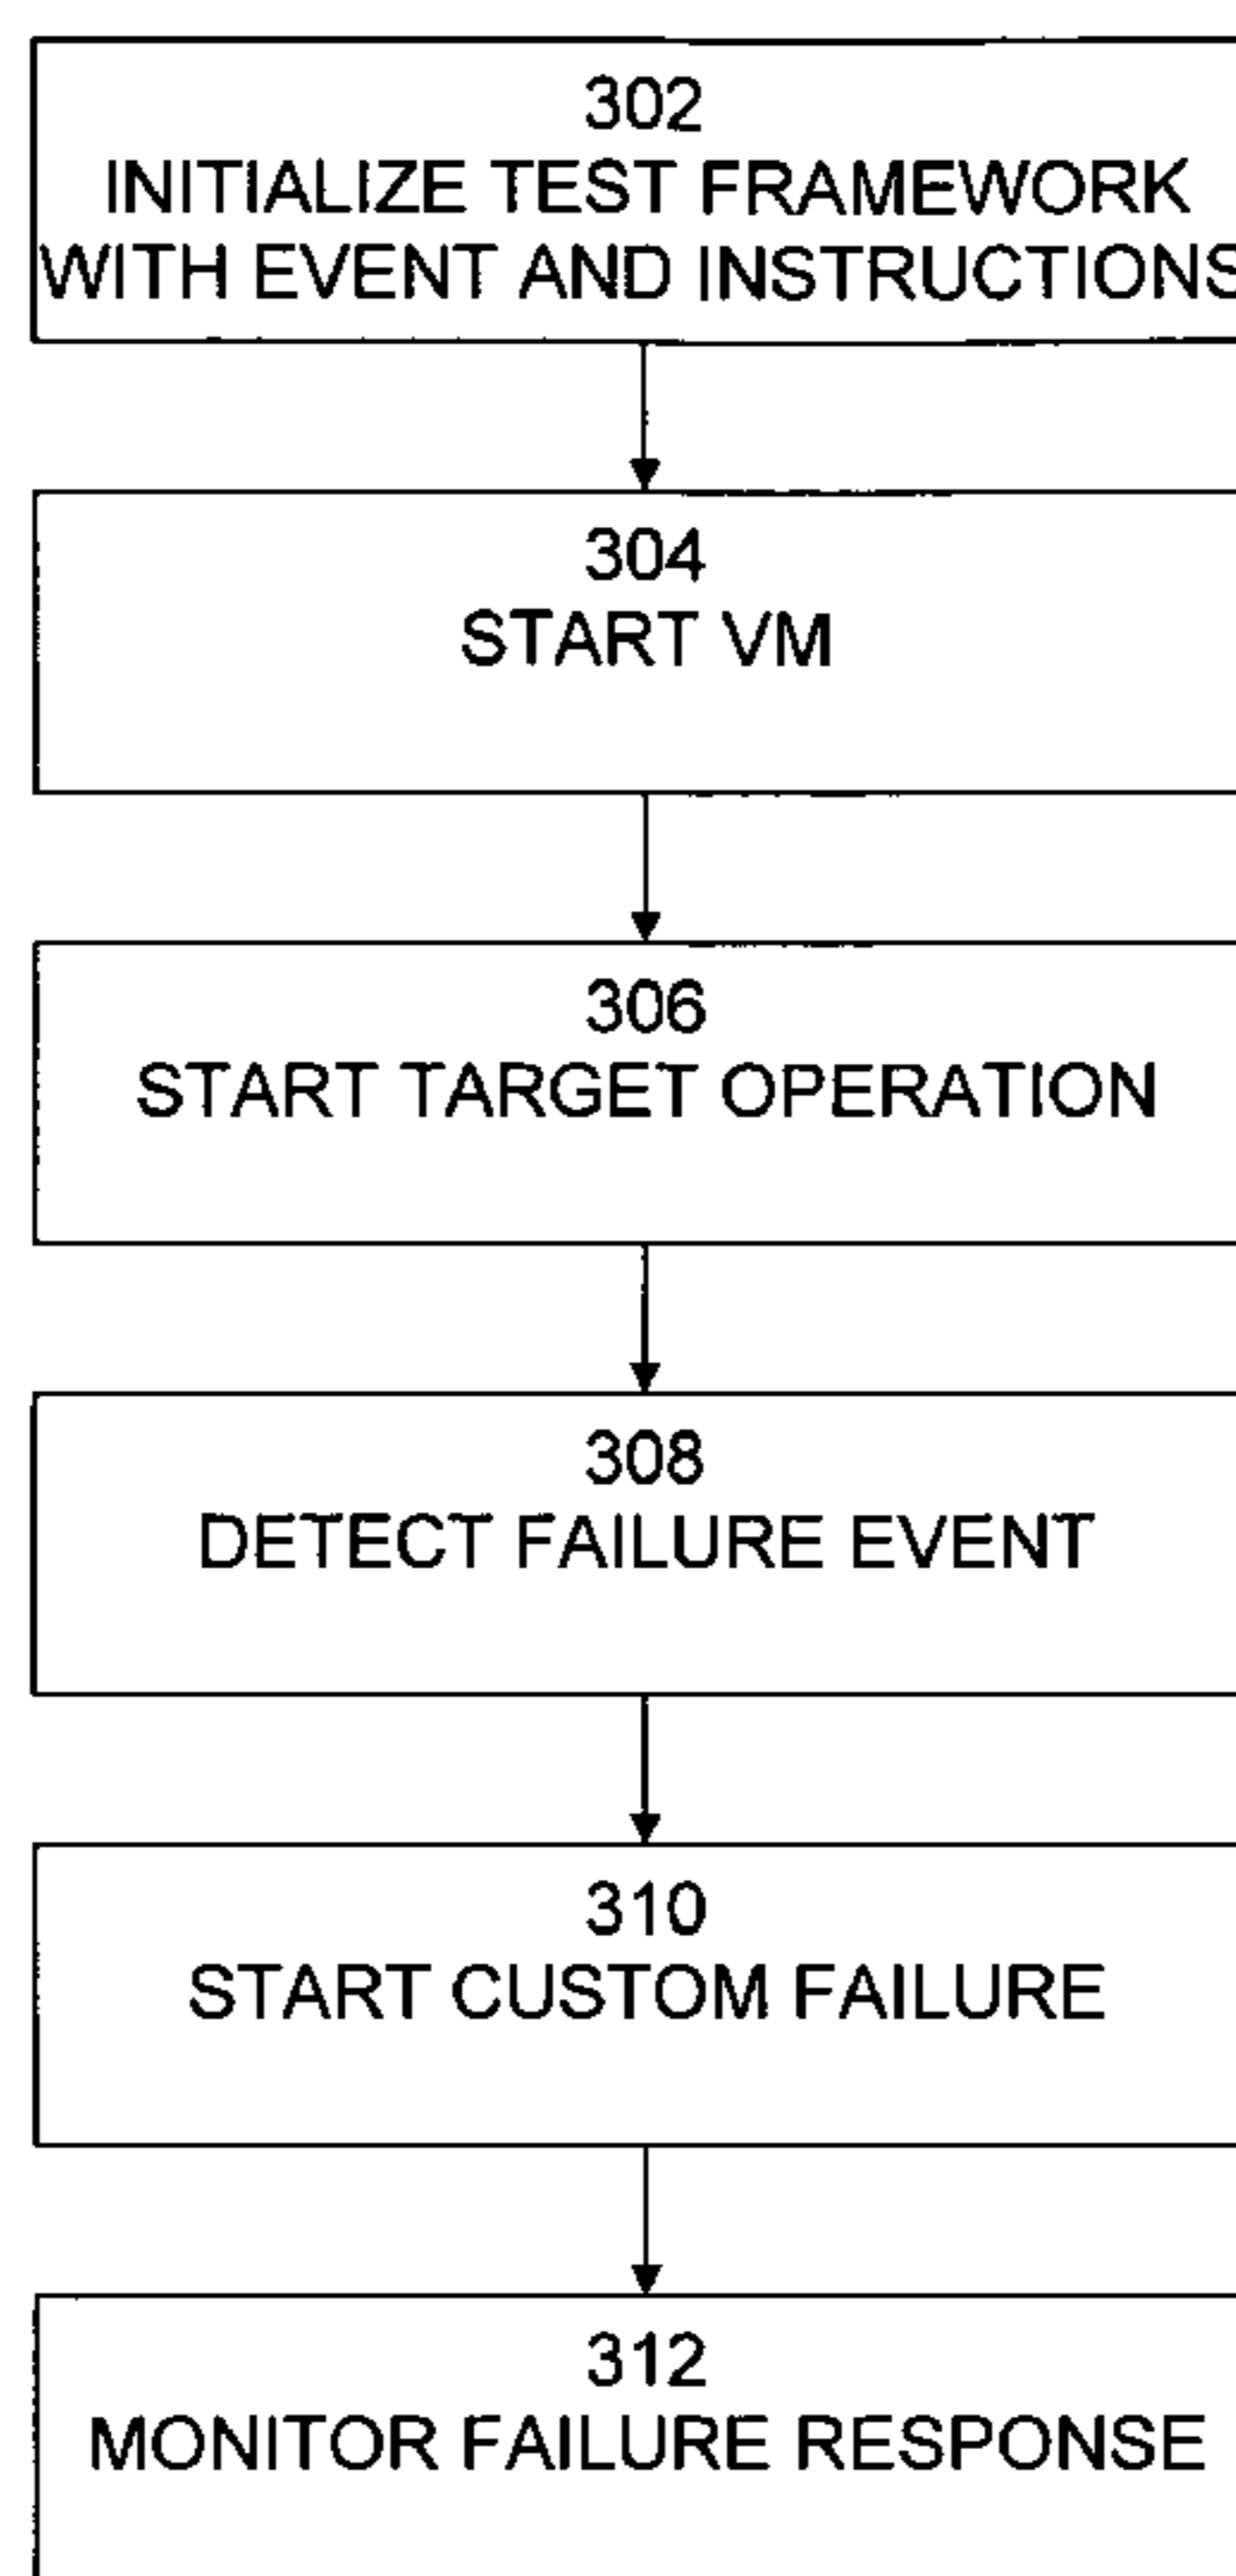 302
INITIALIZE TEST FRAMEWORK
WITH EVENT AND INSTRUCTIONS
304
START VM
306
START TARGET OPERATION
308
DETECT FAILURE EVENT
310
START CUSTOM FAILURE
312
MONITOR FAILURE RESPONSE